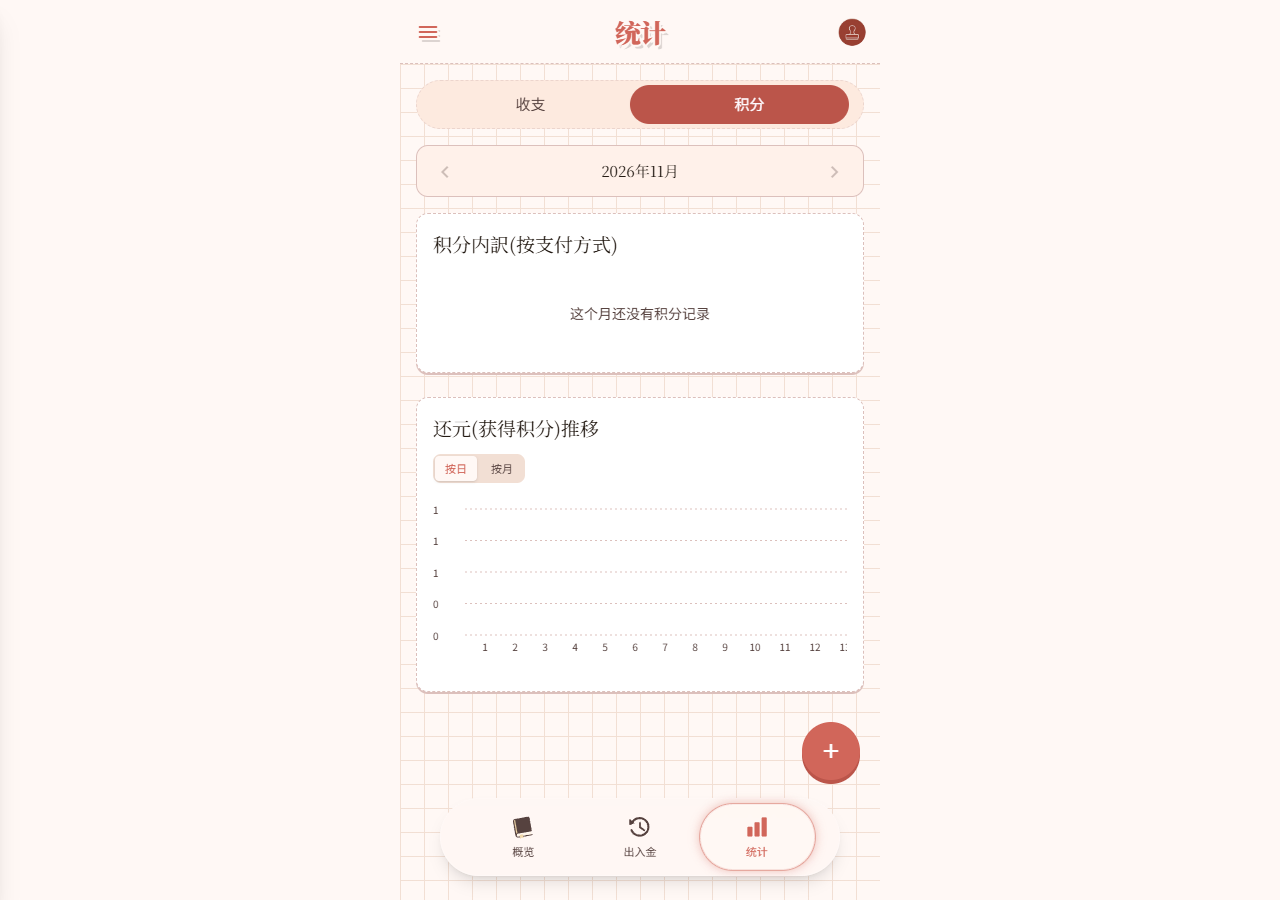 统计
收支
积分
2026年11月
积分内訳(按支付方式)
这个月还没有积分记录
还元(获得积分)推移
按日
按月
1
1
1
0
0
1 2 3 4 5 6 7 8 9 10 11 12
+
概览
出入金
统计